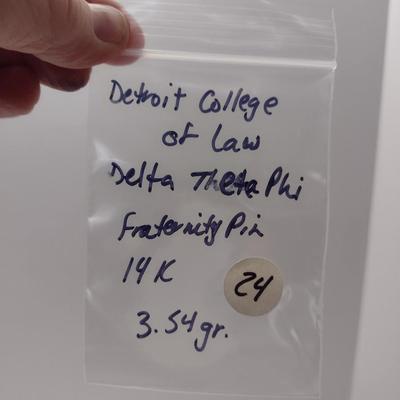 Detroit College
of Law
Delta Theta Phi
Fraternity Pin
14K
24
3.54gr.